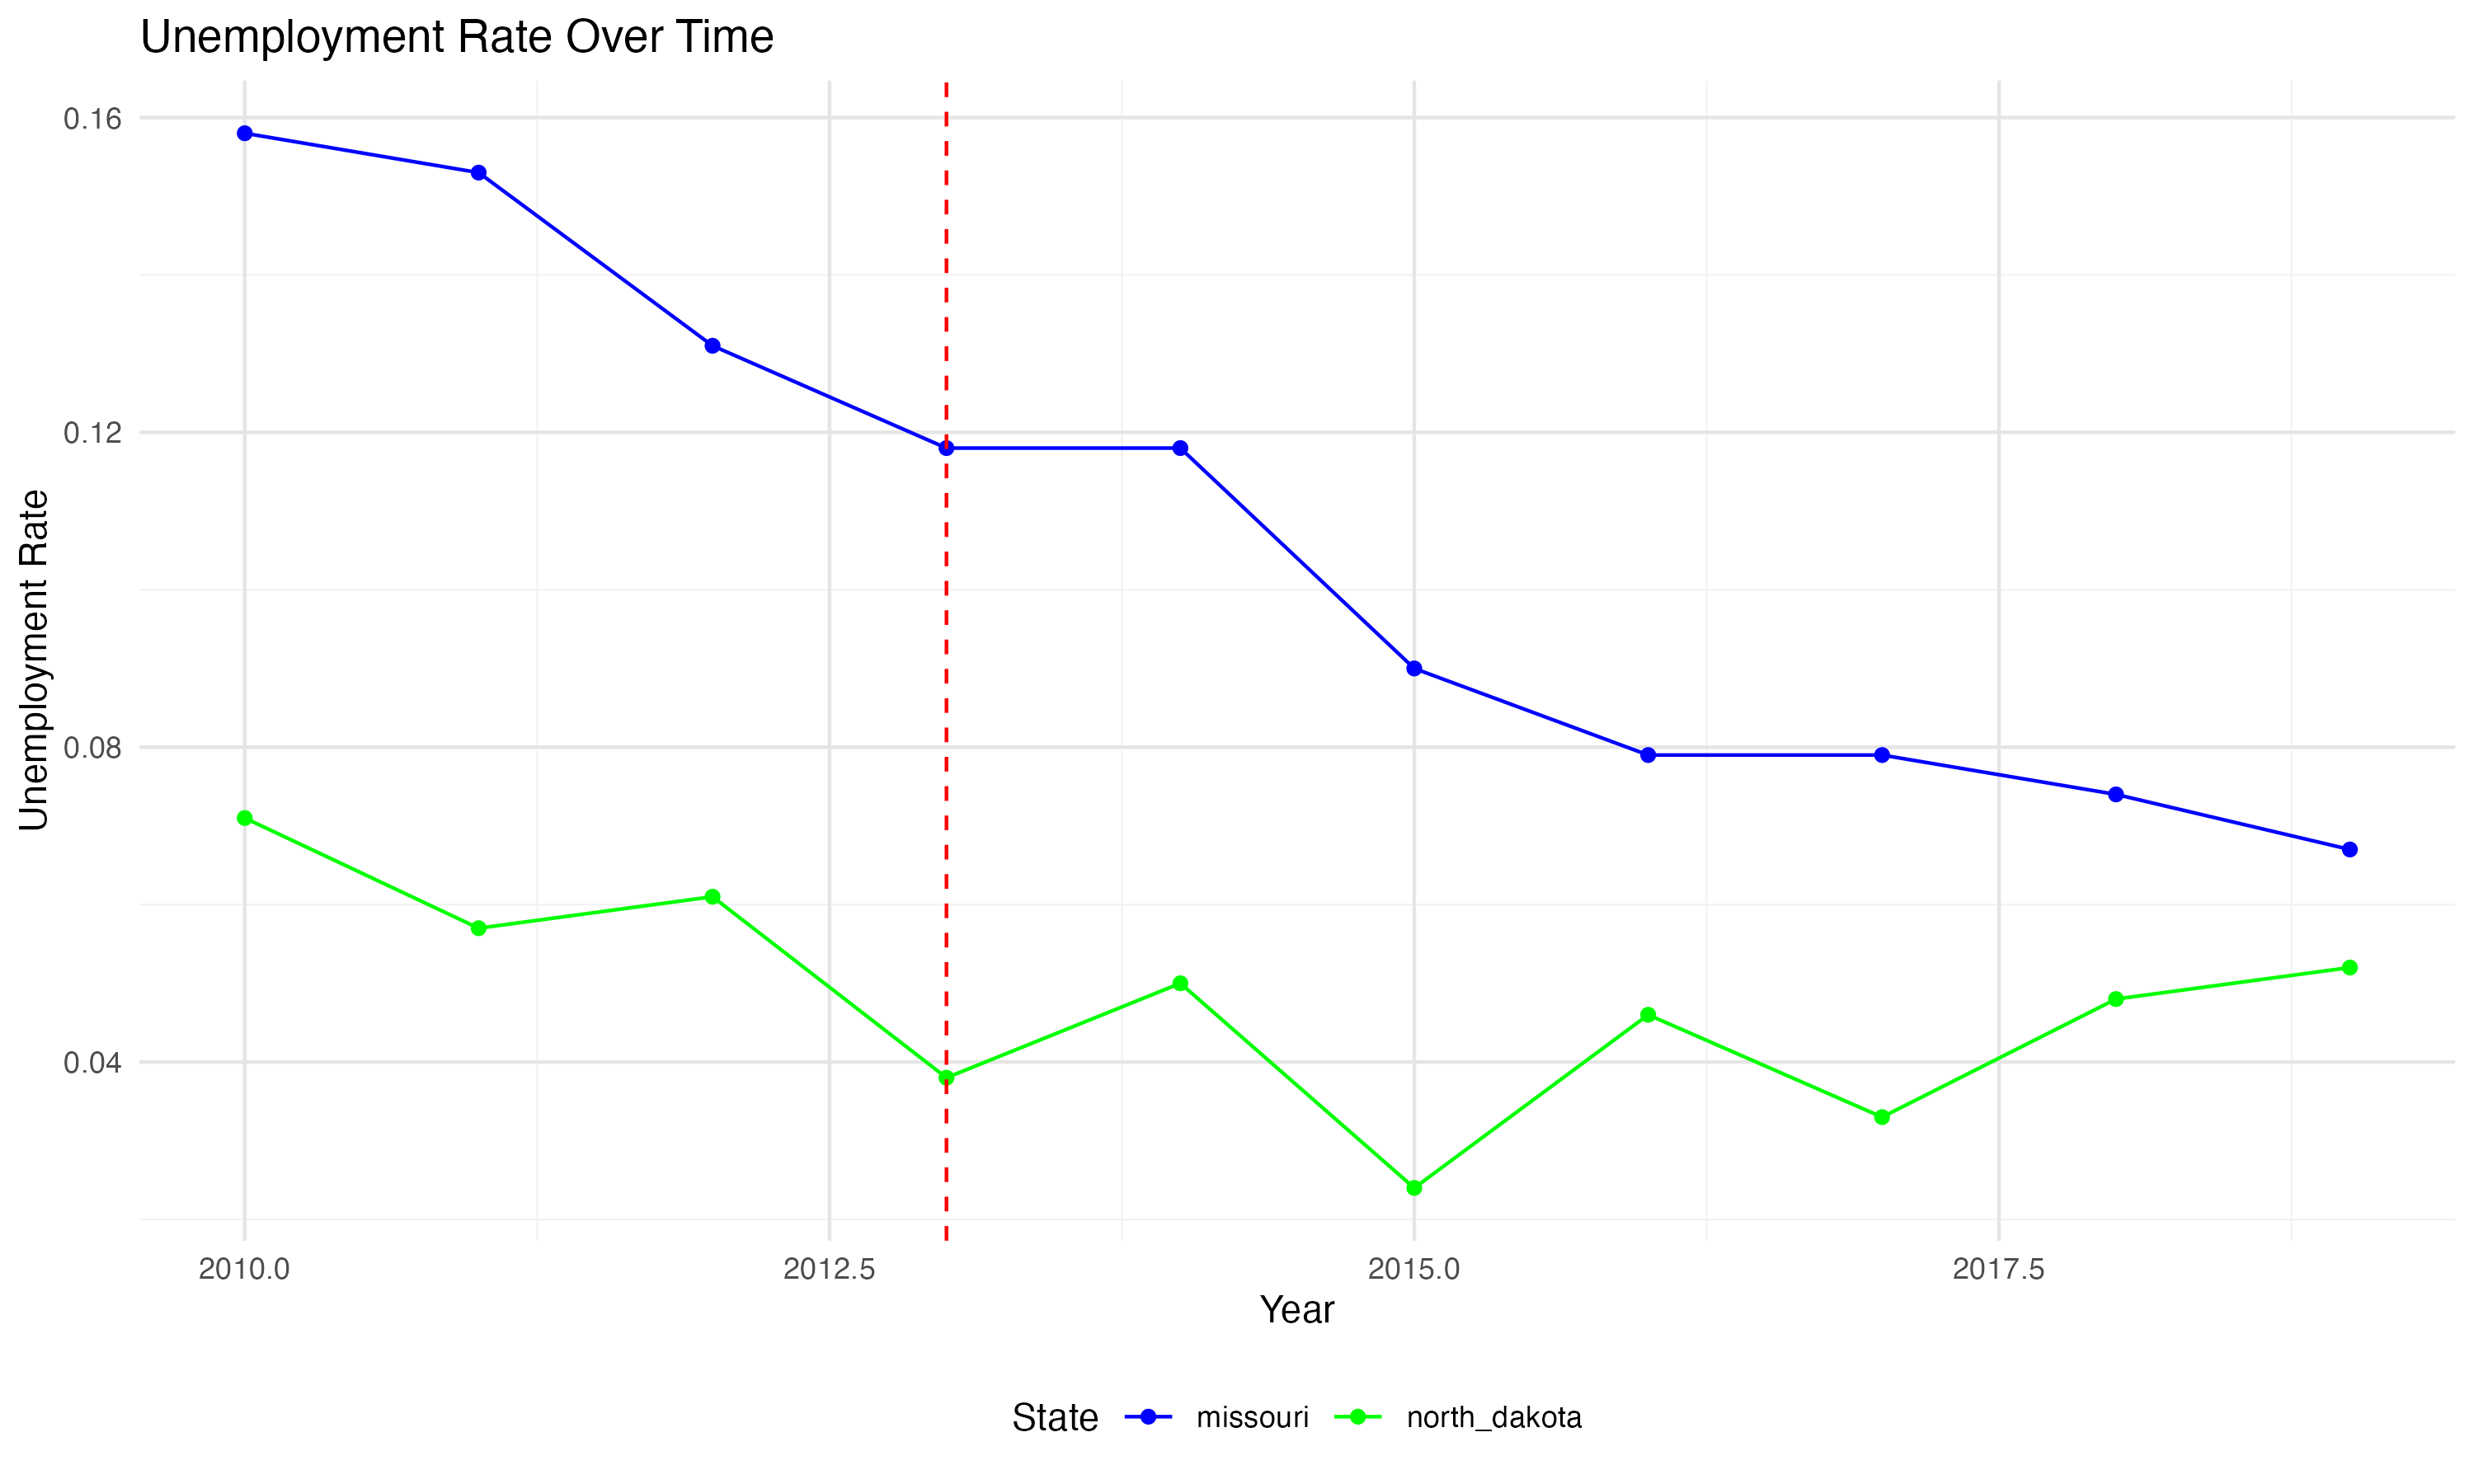 Unemployment Rate Over Time
0.16
0.12
0.08
0.04
Unemployment Rate
2010.0 2012.5 2015.0 2017.5
Year
State missouri north_dakota